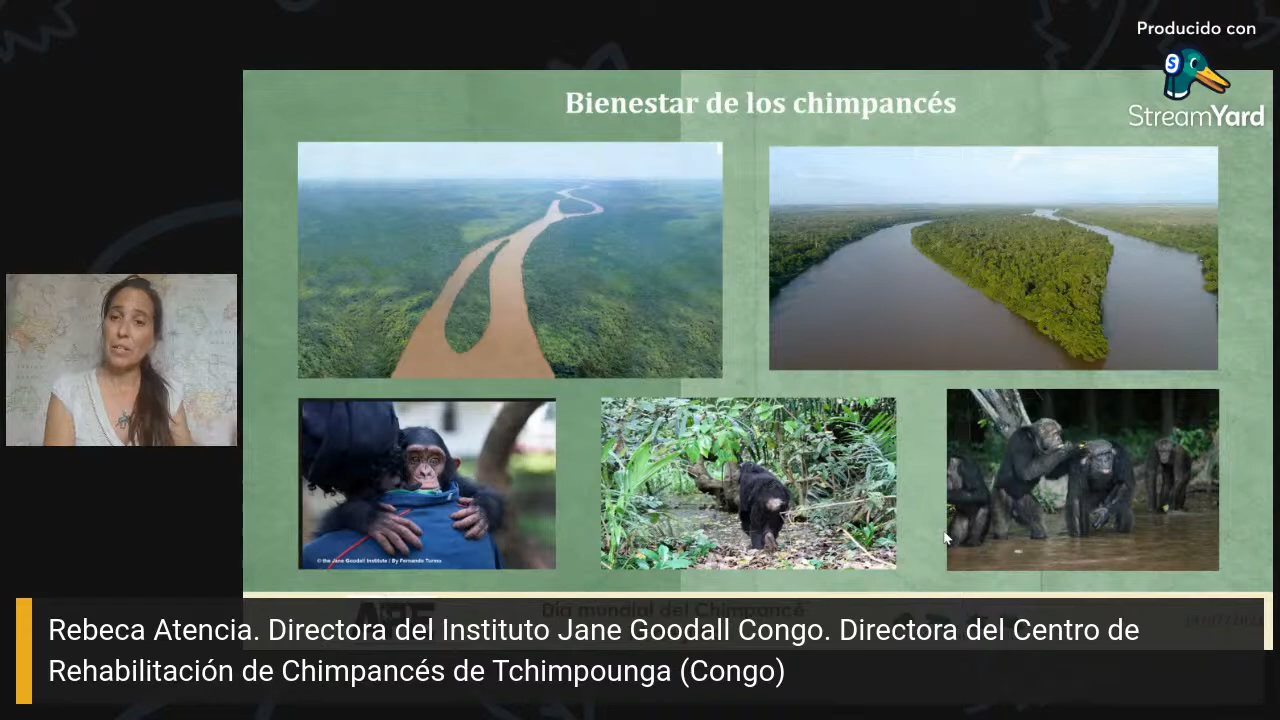 Producido con
StreamYard
Bienestar de los chimpancés
© the Jane Goodall Institute / By Fernando Turmo
Día mundial del Chimpancé
Rebeca Atencia. Directora del Instituto Jane Goodall Congo. Directora del Centro de
Rehabilitación de Chimpancés de Tchimpounga (Congo)